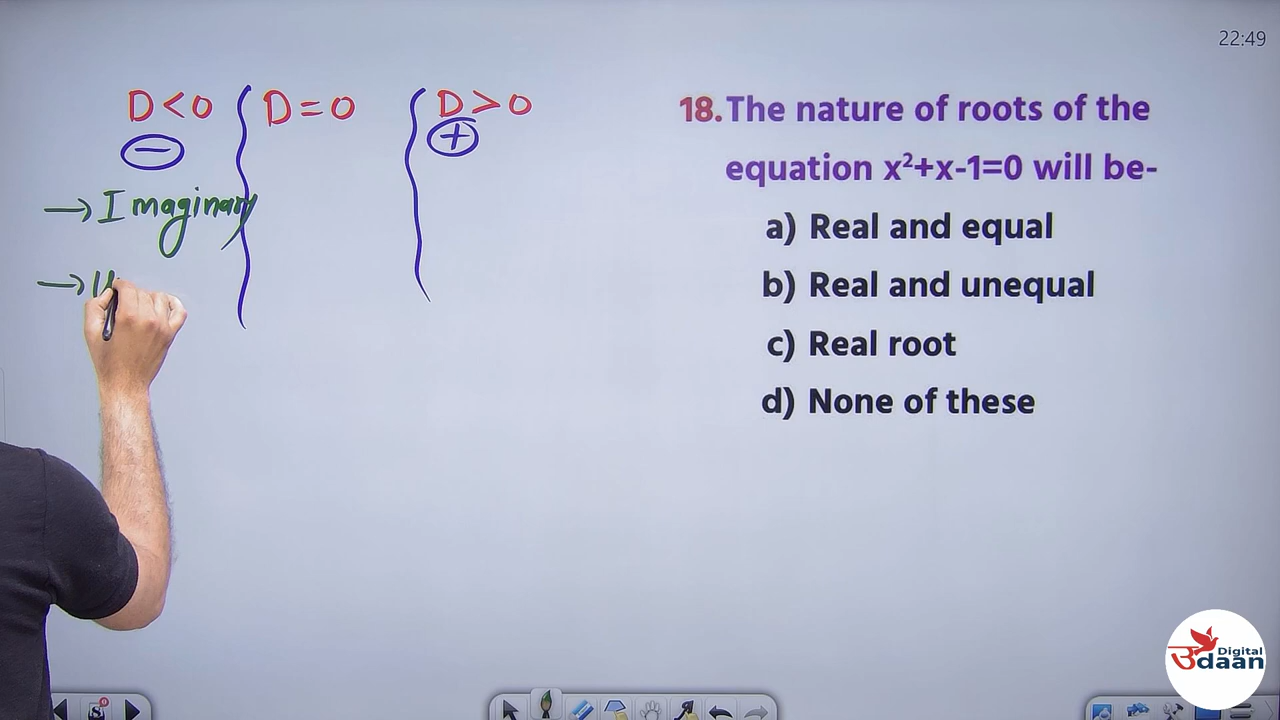 22:49
D<0 D=0 D>0
− +
→Imaginary
→U
18.The nature of roots of the
equation x²+x-1=0 will be-
a) Real and equal
b) Real and unequal
c) Real root
d) None of these
Digital
उdaan